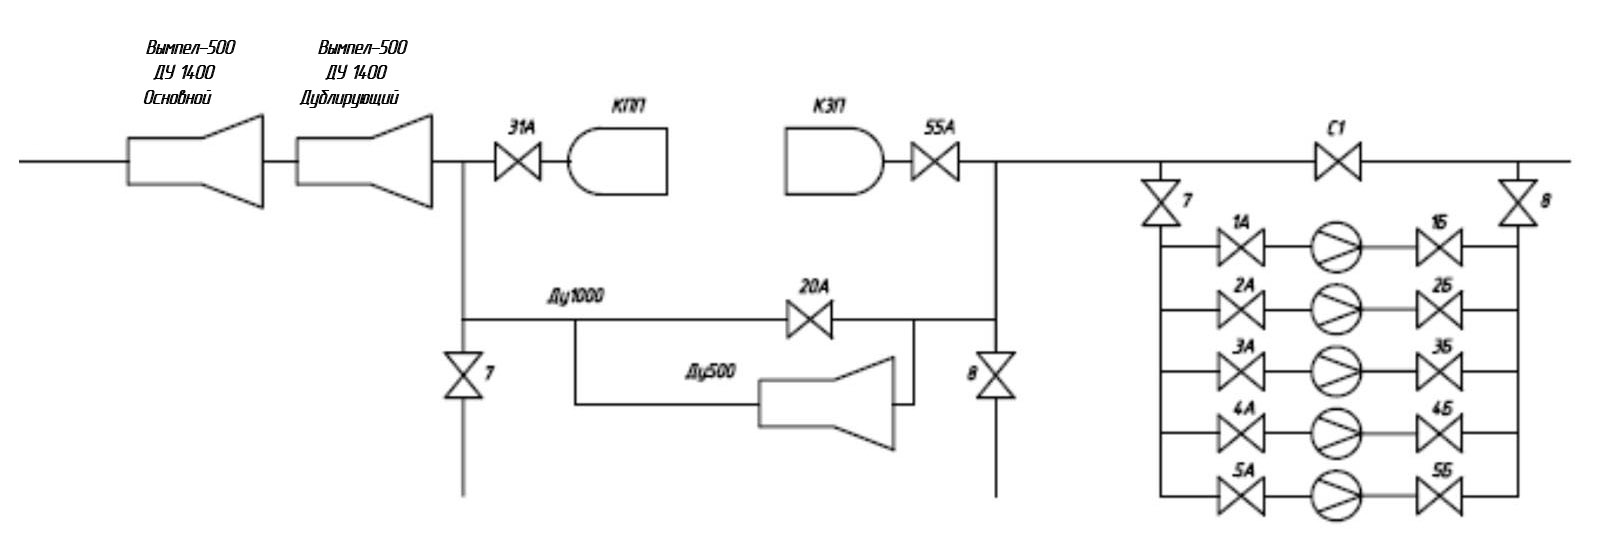 Вымпел-500
ДУ 1400
Основной
Вымпел-500
ДУ 1400
Дублирующий
31А
КПП
КЗП
55А
С1
7
8
1А
1Б
2А
2Б
3А
3Б
4А
4Б
5А
5Б
Ду1000
20А
Ду500
7
8